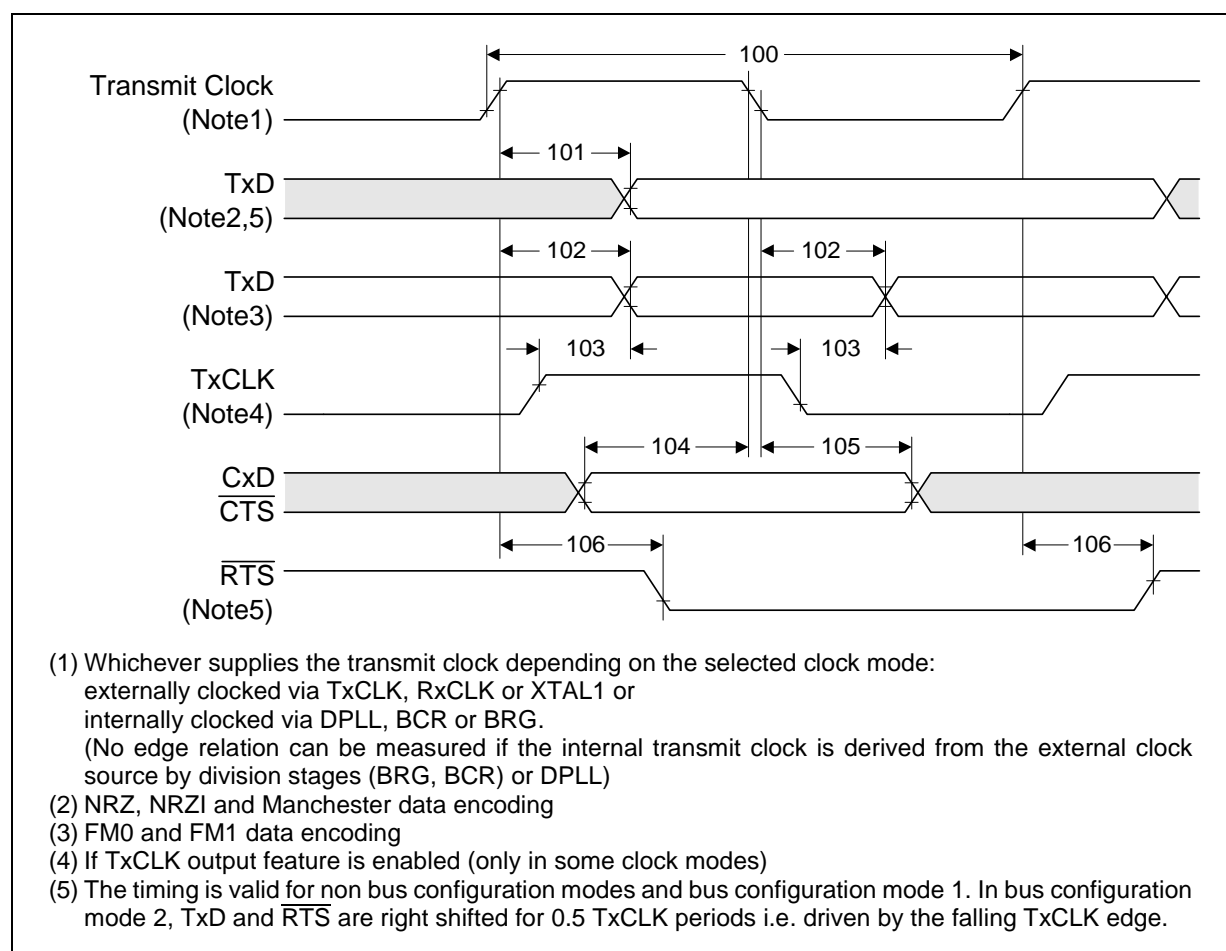 100
Transmit Clock
(Note1)
101
TxD
(Note2,5)
102
102
TxD
(Note3)
103
103
TxCLK
(Note4)
104
105
CxD
CTS
106
106
RTS
(Note5)
(1) Whichever supplies the transmit clock depending on the selected clock mode:
externally clocked via TxCLK, RxCLK or XTAL1 or
internally clocked via DPLL, BCR or BRG.
(No edge relation can be measured if the internal transmit clock is derived from the external clock
source by division stages (BRG, BCR) or DPLL)
(2) NRZ, NRZI and Manchester data encoding
(3) FM0 and FM1 data encoding
(4) If TxCLK output feature is enabled (only in some clock modes)
(5) The timing is valid for non bus configuration modes and bus configuration mode 1. In bus configuration
mode 2, TxD and RTS are right shifted for 0.5 TxCLK periods i.e. driven by the falling TxCLK edge.